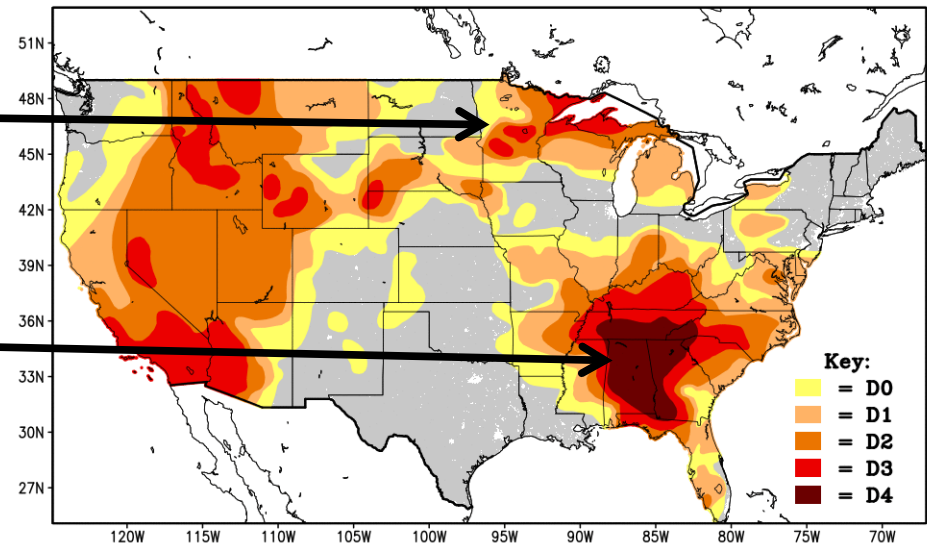 51N
48N
45N
42N
39N
36N
33N
30N
27N
Key:
= D0
= D1
= D2
= D3
= D4
120W 115W 110W 105W 100W 95W 90W 85W 80W 75W 70W